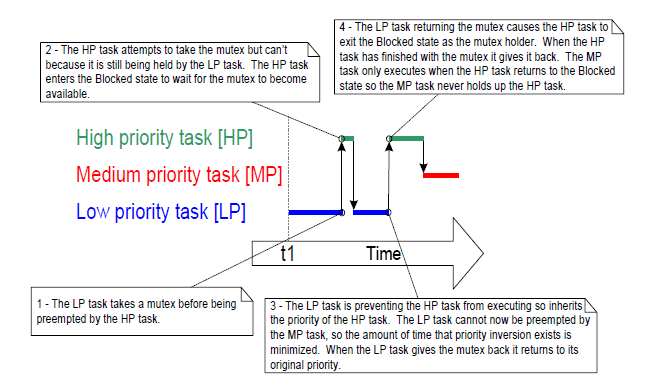 2 - The HP task attempts to take the mutex but can't
because it is still being held by the LP task.  The HP task
enters the Blocked state to wait for the mutex to become
available.
4 - The LP task returning the mutex causes the HP task to
exit the Blocked state as the mutex holder.  When the HP
task has finished with the mutex it gives it back.  The MP
task only executes when the HP task returns to the Blocked
state so the MP task never holds up the HP task.
High priority task [HP]
Medium priority task [MP]
Low priority task [LP]
t1
Time
1 - The LP task takes a mutex before being
preempted by the HP task.
3 - The LP task is preventing the HP task from executing so inherits
the priority of the HP task.  The LP task cannot now be preempted by
the MP task, so the amount of time that priority inversion exists is
minimized.  When the LP task gives the mutex back it returns to its
original priority.